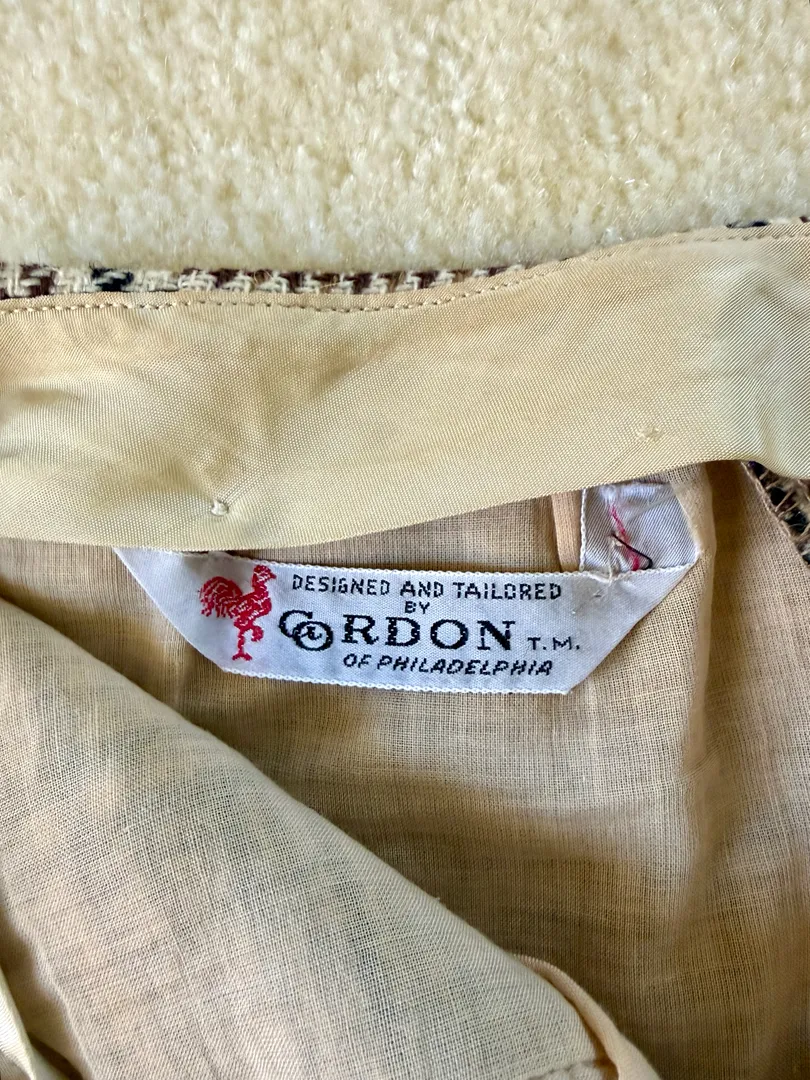 DESIGNED AND TAILORED
BY
GORDON T.M.
OF PHILADELPHIA